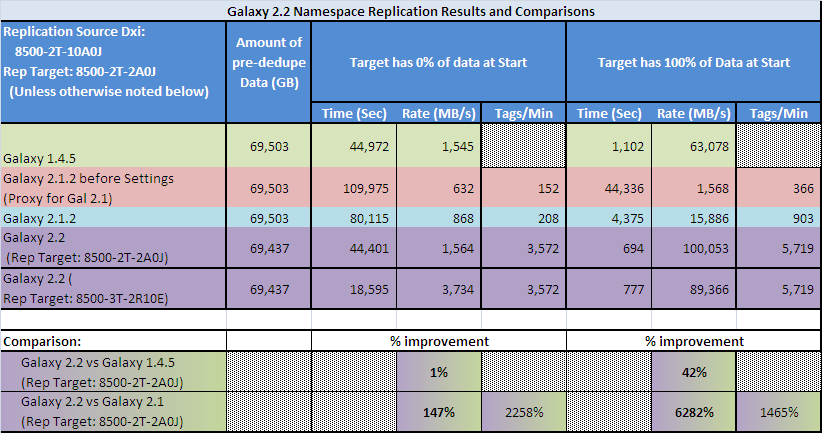 Galaxy 2.2 Namespace Replication Results and Comparisons
Replication Source Dxi:
8500-2T-10A0J
Rep Target: 8500-2T-2A0J
(Unless otherwise noted below)
Amount of
pre-dedupe
Data (GB)
Target has 0% of data at Start
Target has 100% of Data at Start
Time (Sec) Rate (MB/s) Tags/Min Time (Sec) Rate (MB/s) Tags/Min
Galaxy 1.4.5 69,503 44,972 1,545 1,102 63,078
Galaxy 2.1.2 before Settings
(Proxy for Gal 2.1) 69,503 109,975 632 152 44,336 1,568 366
Galaxy 2.1.2 69,503 80,115 868 208 4,375 15,886 903
Galaxy 2.2
(Rep Target: 8500-2T-2A0J) 69,437 44,401 1,564 3,572 694 100,053 5,719
Galaxy 2.2 (
Rep Target: 8500-3T-2R10E) 69,437 18,595 3,734 3,572 777 89,366 5,719
Comparison: % improvement % improvement
Galaxy 2.2 vs Galaxy 1.4.5
(Rep Target: 8500-2T-2A0J) 1% 42%
Galaxy 2.2 vs Galaxy 2.1
(Rep Target: 8500-2T-2A0J) 147% 2258% 6282% 1465%